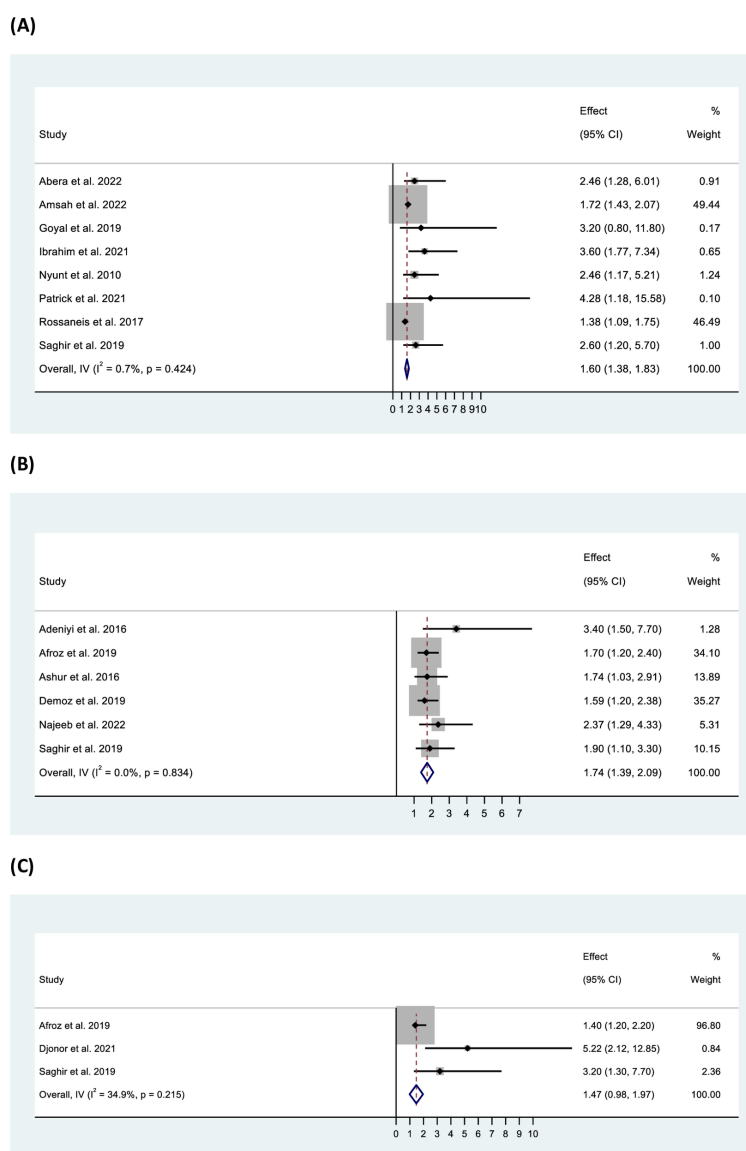 (A)
Effect %
Study (95% CI) Weight
Abera et al. 2022 2.46 (1.28, 6.01) 0.91
Amsah et al. 2022 1.72 (1.43, 2.07) 49.44
Goyal et al. 2019 3.20 (0.80, 11.80) 0.17
Ibrahim et al. 2021 3.60 (1.77, 7.34) 0.65
Nyunt et al. 2010 2.46 (1.17, 5.21) 1.24
Patrick et al. 2021 4.28 (1.18, 15.58) 0.10
Rossaneis et al. 2017 1.38 (1.09, 1.75) 46.49
Saghir et al. 2019 2.60 (1.20, 5.70) 1.00
Overall, IV (I² = 0.7%, p = 0.424) 1.60 (1.38, 1.83) 100.00
0 1 2 3 4 5 6 7 8 9 10
(B)
Effect %
Study (95% CI) Weight
Adeniyi et al. 2016 3.40 (1.50, 7.70) 1.28
Afroz et al. 2019 1.70 (1.20, 2.40) 34.10
Ashur et al. 2016 1.74 (1.03, 2.91) 13.89
Demoz et al. 2019 1.59 (1.20, 2.38) 35.27
Najeeb et al. 2022 2.37 (1.29, 4.33) 5.31
Saghir et al. 2019 1.90 (1.10, 3.30) 10.15
Overall, IV (I² = 0.0%, p = 0.834) 1.74 (1.39, 2.09) 100.00
1 2 3 4 5 6 7
(C)
Effect %
Study (95% CI) Weight
Afroz et al. 2019 1.40 (1.20, 2.20) 96.80
Djonor et al. 2021 5.22 (2.12, 12.85) 0.84
Saghir et al. 2019 3.20 (1.30, 7.70) 2.36
Overall, IV (I² = 34.9%, p = 0.215) 1.47 (0.98, 1.97) 100.00
0 1 2 3 4 5 6 7 8 9 10